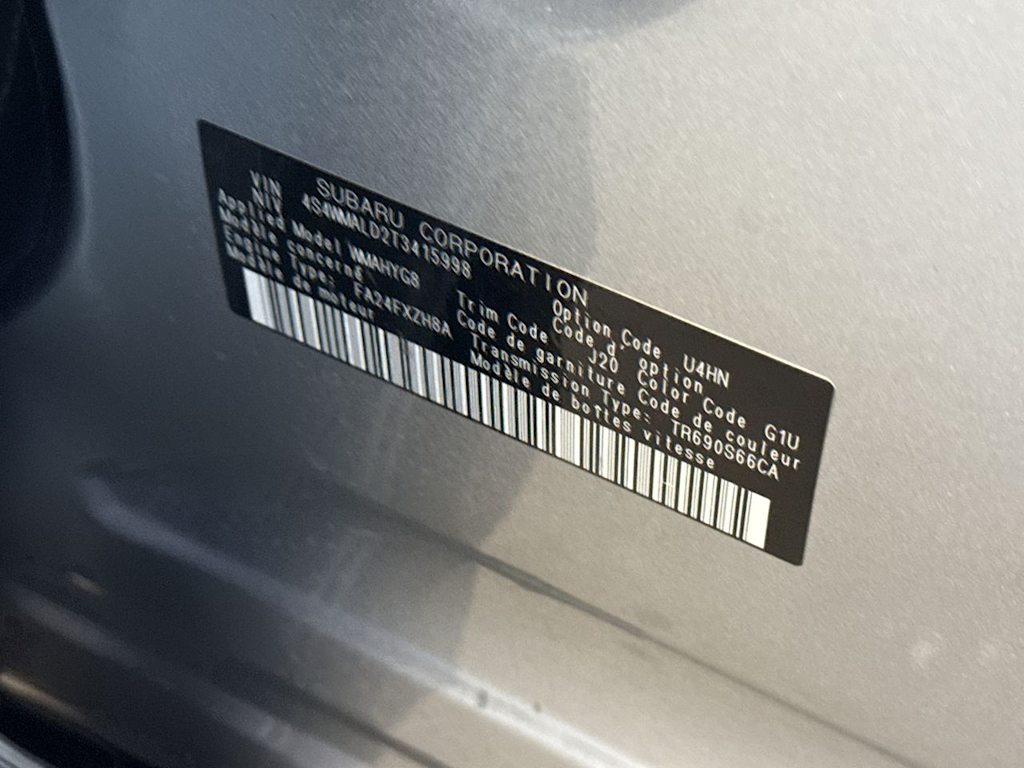 SUBARU CORPORATION
VIN 4S4WMALD2T3415998 Option Code U4HN
NIV Code d' option
Applied Model WMAHYG8 Trim Code J20 Color Code G1U
Modèle concerné Code de garniture Code de couleur
Engine Type: FA24FXZH8A Transmission Type: TR690S66CA
Modèle de moteur Modèle de boîtes vitesse